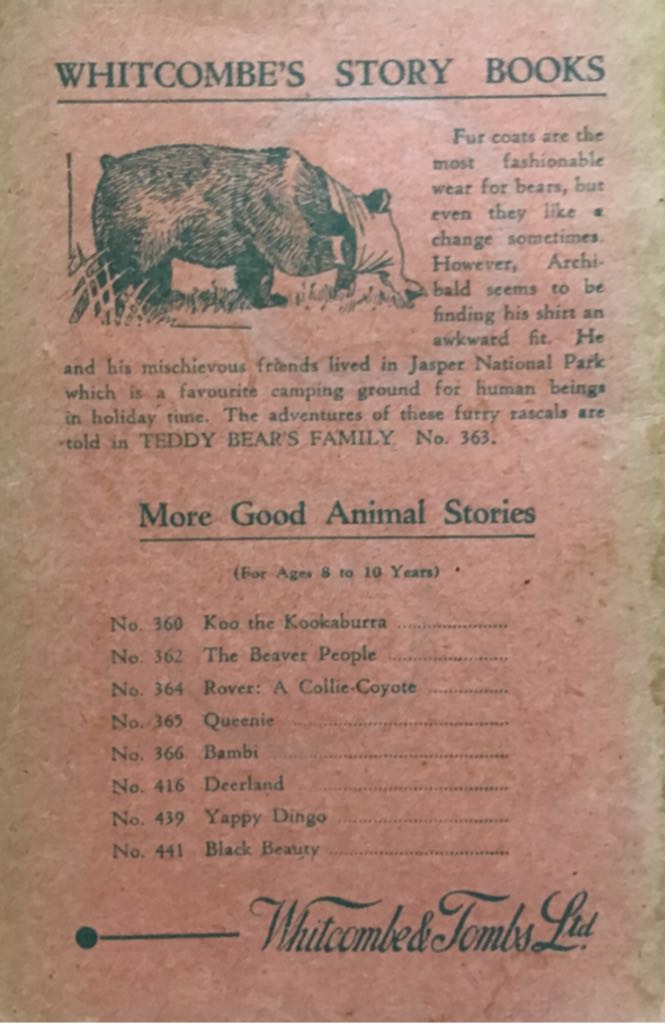 WHITCOMBE'S STORY BOOKS
Fur coats are the
most fashionable
wear for bears, but
even they like a
change sometimes.
However, Archi-
bald seems to be
finding his shirt an
awkward fit. He
and his mischievous friends lived in Jasper National Park
which is a favourite camping ground for human beings
in holiday time. The adventures of these furry rascals are
told in TEDDY BEAR'S FAMILY. No. 363.
More Good Animal Stories
(For Ages 8 to 10 Years)
No. 360 Koo the Kookaburra ....................
No. 362 The Beaver People ....................
No. 364 Rover: A Collie-Coyote ...............
No. 365 Queenie ...................................
No. 366 Bambi ......................................
No. 416 Deerland ..................................
No. 439 Yappy Dingo ............................
No. 441 Black Beauty .............................
Whitcombe & Tombs Ltd.